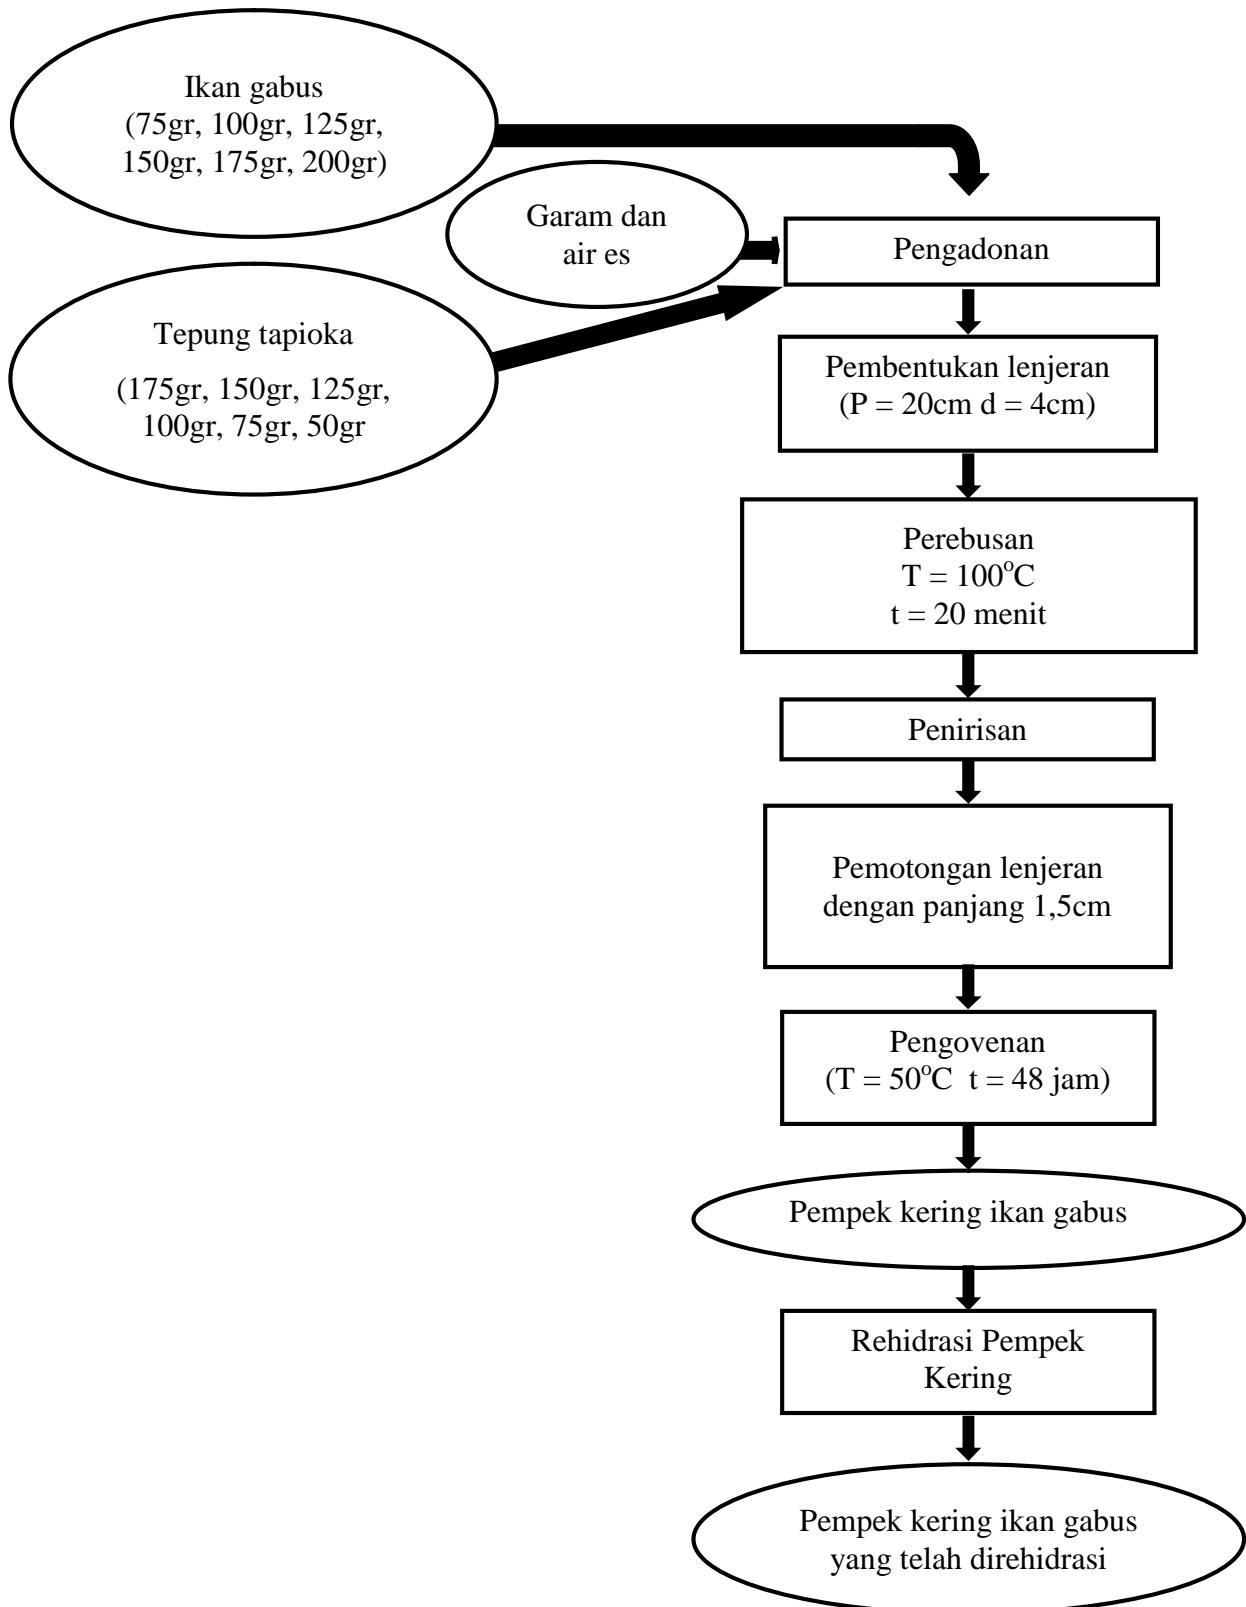 Ikan gabus
(75gr, 100gr, 125gr,
150gr, 175gr, 200gr)
Garam dan
air es
Pengadonan
Tepung tapioka
(175gr, 150gr, 125gr,
100gr, 75gr, 50gr
Pembentukan lenjeran
(P = 20cm d = 4cm)
Perebusan
T = 100°C
t = 20 menit
Penirisan
Pemotongan lenjeran
dengan panjang 1,5cm
Pengovenan
(T = 50°C  t = 48 jam)
Pempek kering ikan gabus
Rehidrasi Pempek
Kering
Pempek kering ikan gabus
yang telah direhidrasi